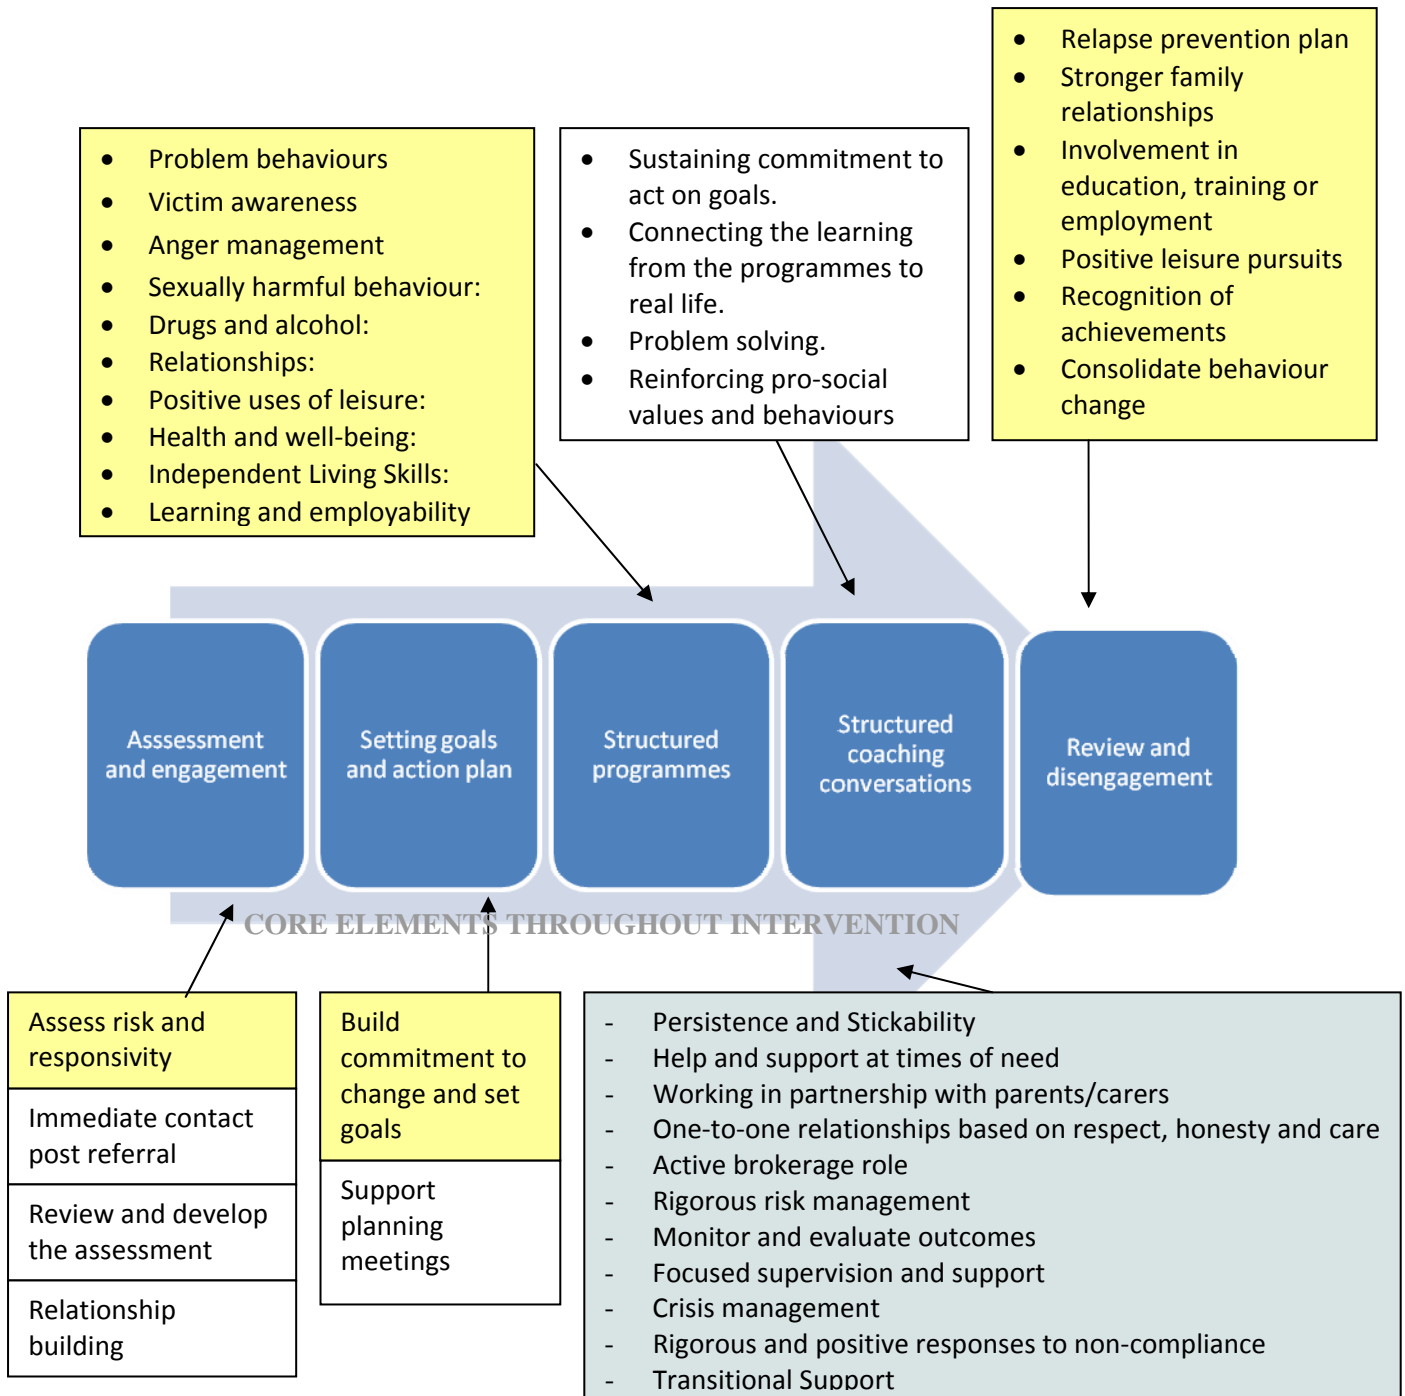 • Problem behaviours
• Victim awareness
• Anger management
• Sexually harmful behaviour:
• Drugs and alcohol:
• Relationships:
• Positive uses of leisure:
• Health and well-being:
• Independent Living Skills:
• Learning and employability
• Sustaining commitment to
act on goals.
• Connecting the learning
from the programmes to
real life.
• Problem solving.
• Reinforcing pro-social
values and behaviours
• Relapse prevention plan
• Stronger family
relationships
• Involvement in
education, training or
employment
• Positive leisure pursuits
• Recognition of
achievements
• Consolidate behaviour
change
Asssessment
and engagement
Setting goals
and action plan
Structured
programmes
Structured
coaching
conversations
Review and
disengagement
CORE ELEMENTS THROUGHOUT INTERVENTION
Assess risk and
responsivity
Immediate contact
post referral
Review and develop
the assessment
Relationship
building
Build
commitment to
change and set
goals
Support
planning
meetings
- Persistence and Stickability
- Help and support at times of need
- Working in partnership with parents/carers
- One-to-one relationships based on respect, honesty and care
- Active brokerage role
- Rigorous risk management
- Monitor and evaluate outcomes
- Focused supervision and support
- Crisis management
- Rigorous and positive responses to non-compliance
- Transitional Support